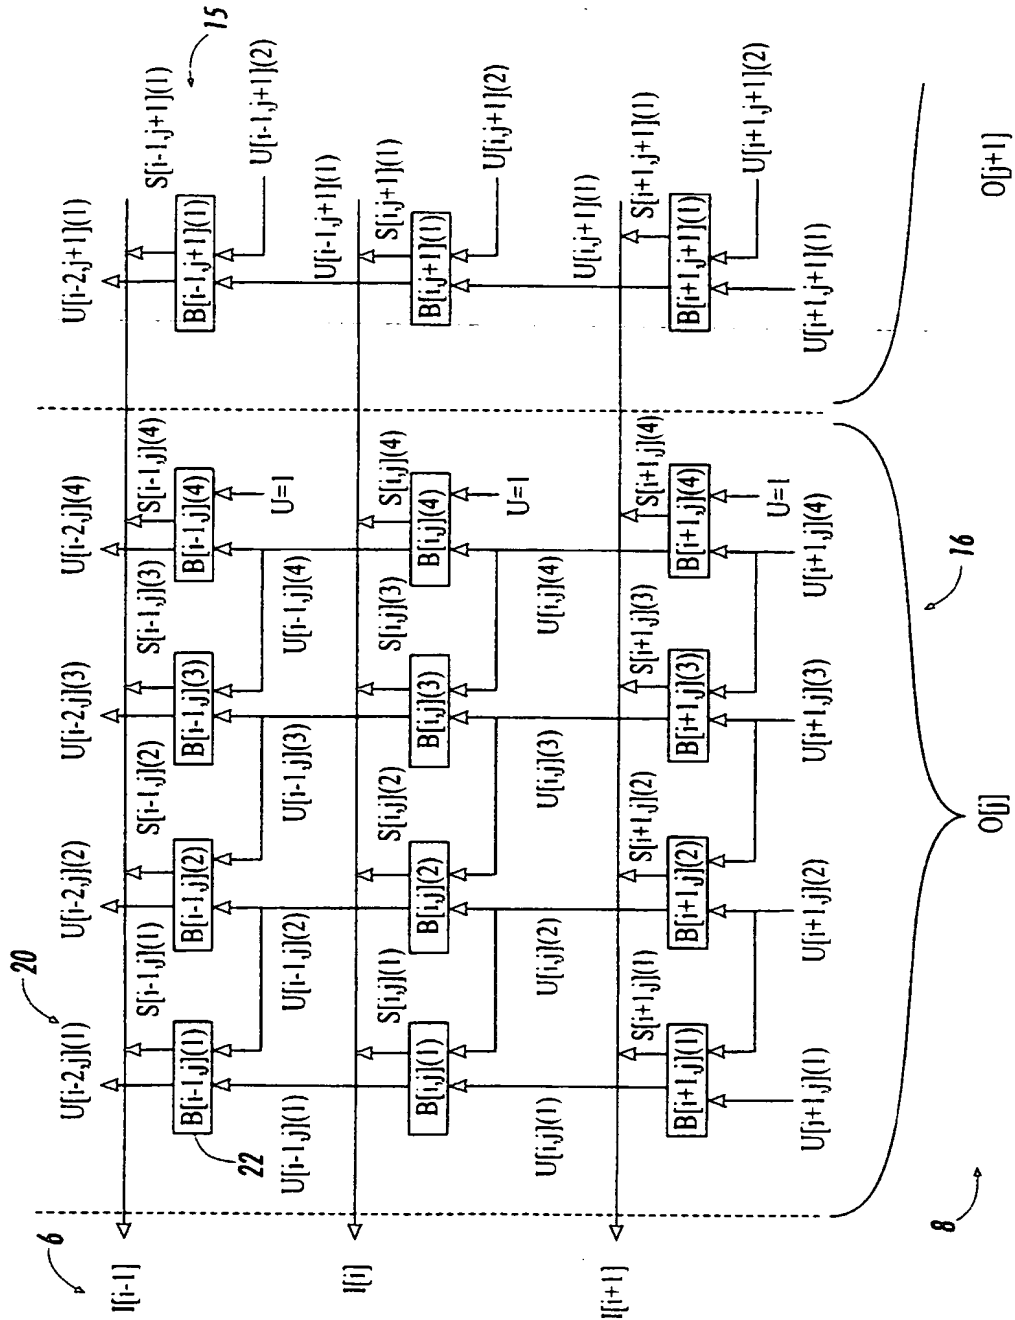 6
I[i-1]
I[i]
I[i+1]
8
20
22
U[i-2,j](1)
S[i-1,j](1)
B[i-1,j](1)
U[i-1,j](1)
S[i,j](1)
B[i,j](1)
U[i,j](1)
S[i+1,j](1)
B[i+1,j](1)
U[i+1,j](1)
U[i-2,j](2)
S[i-1,j](2)
B[i-1,j](2)
U[i-1,j](2)
S[i,j](2)
B[i,j](2)
U[i,j](2)
S[i+1,j](2)
B[i+1,j](2)
U[i+1,j](2)
U[i-2,j](3)
S[i-1,j](3)
B[i-1,j](3)
U[i-1,j](3)
S[i,j](3)
B[i,j](3)
U[i,j](3)
S[i+1,j](3)
B[i+1,j](3)
U[i+1,j](3)
U[i-2,j](4)
S[i-1,j](4)
B[i-1,j](4)
U=1
U[i-1,j](4)
S[i,j](4)
B[i,j](4)
U=1
U[i,j](4)
S[i+1,j](4)
B[i+1,j](4)
U=1
U[i+1,j](4)
16
O[j]
15
U[i-2,j+1](1)
S[i-1,j+1](1)
B[i-1,j+1](1)
U[i-1,j+1](2)
U[i-1,j+1](1)
S[i,j+1](1)
B[i,j+1](1)
U[i,j+1](2)
U[i,j+1](1)
S[i+1,j+1](1)
B[i+1,j+1](1)
U[i+1,j+1](2)
U[i+1,j+1](1)
O[j+1]